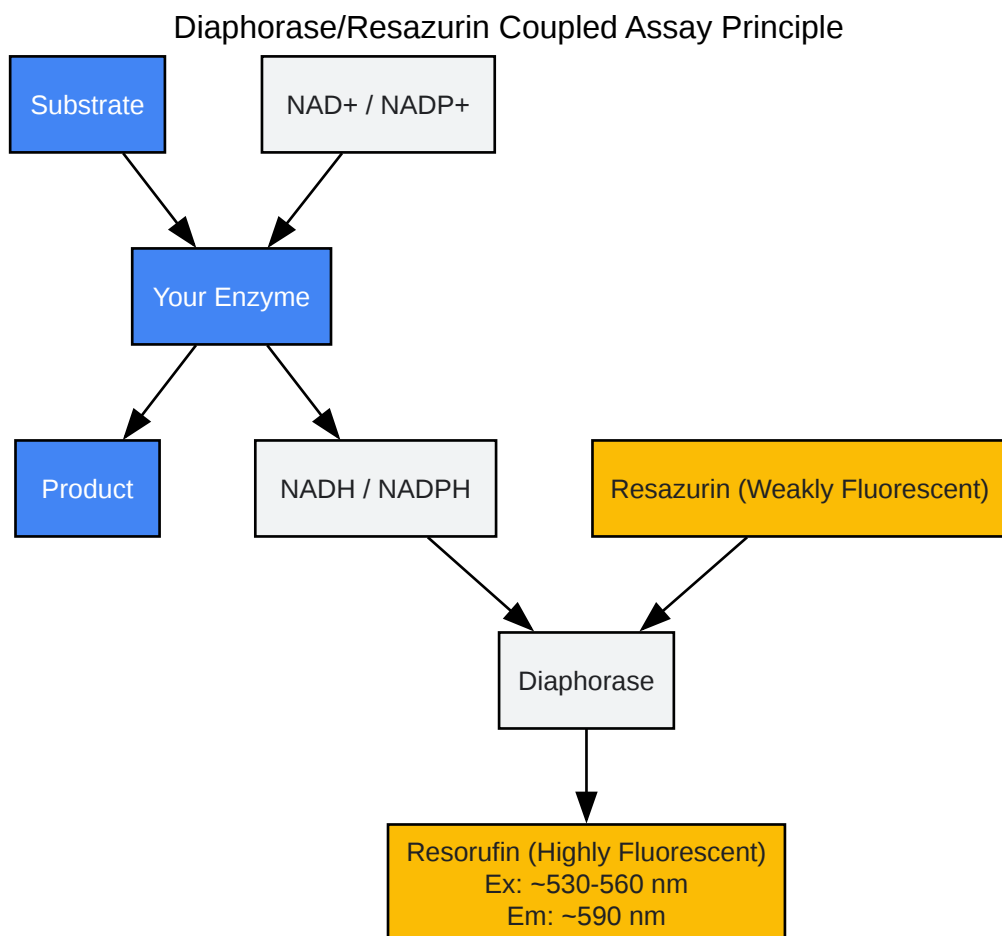 Diaphorase/Resazurin Coupled Assay Principle
Substrate
NAD+ / NADP+
Your Enzyme
Product
NADH / NADPH
Resazurin (Weakly Fluorescent)
Diaphorase
Resorufin (Highly Fluorescent)
Ex: ~530-560 nm
Em: ~590 nm